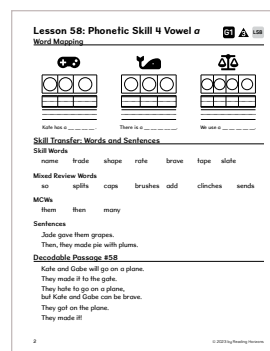 Lesson 58: Phonetic Skill 4 Vowel a
G1 3 L58
Word Mapping
Kate has a _ _ _ _. There is a _ _ _ _ _. We use a _ _ _ _ _.
Skill Transfer: Words and Sentences
Skill Words
name trade shape rate brave tape slate
Mixed Review Words
so splits caps brushes add clinches sends
MCWs
them then many
Sentences
Jade gave them grapes.
Then, they made pie with plums.
Decodable Passage #58
Kate and Gabe will go on a plane.
They made it to the gate.
They hate to go on a plane,
but Kate and Gabe can be brave.
They got on the plane.
They made it!
2
© 2023 by Reading Horizons